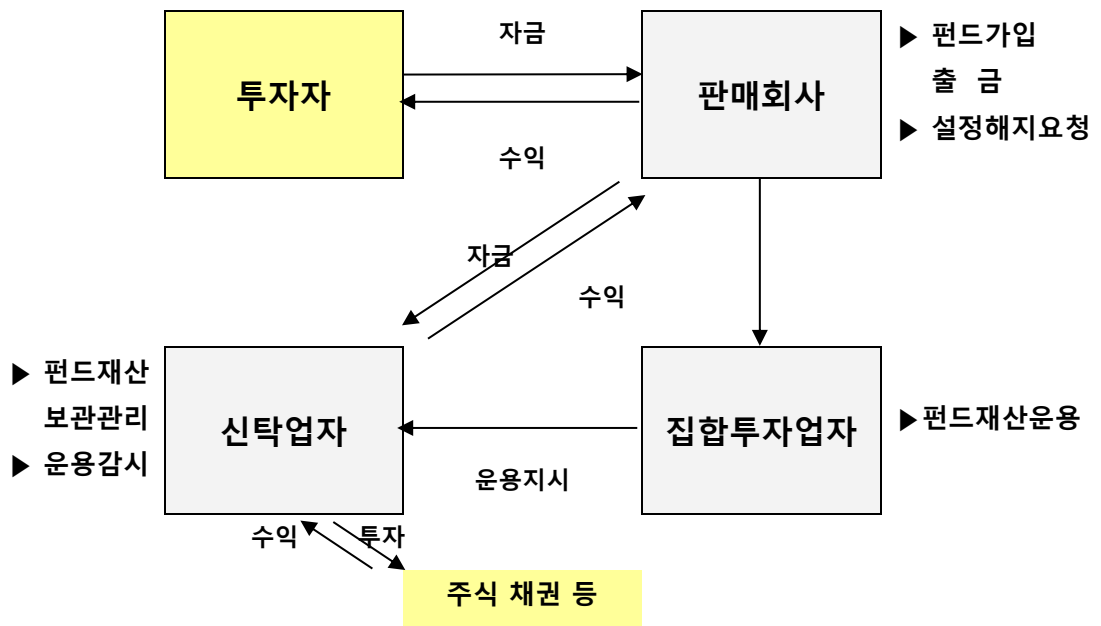 자금
투자자
판매회사
▶ 펀드가입
출 금
▶ 설정해지요청
수익
자금
수익
▶ 펀드재산
보관관리
▶ 운용감시
신탁업자
집합투자업자
▶펀드재산운용
운용지시
수익
투자
주식 채권 등